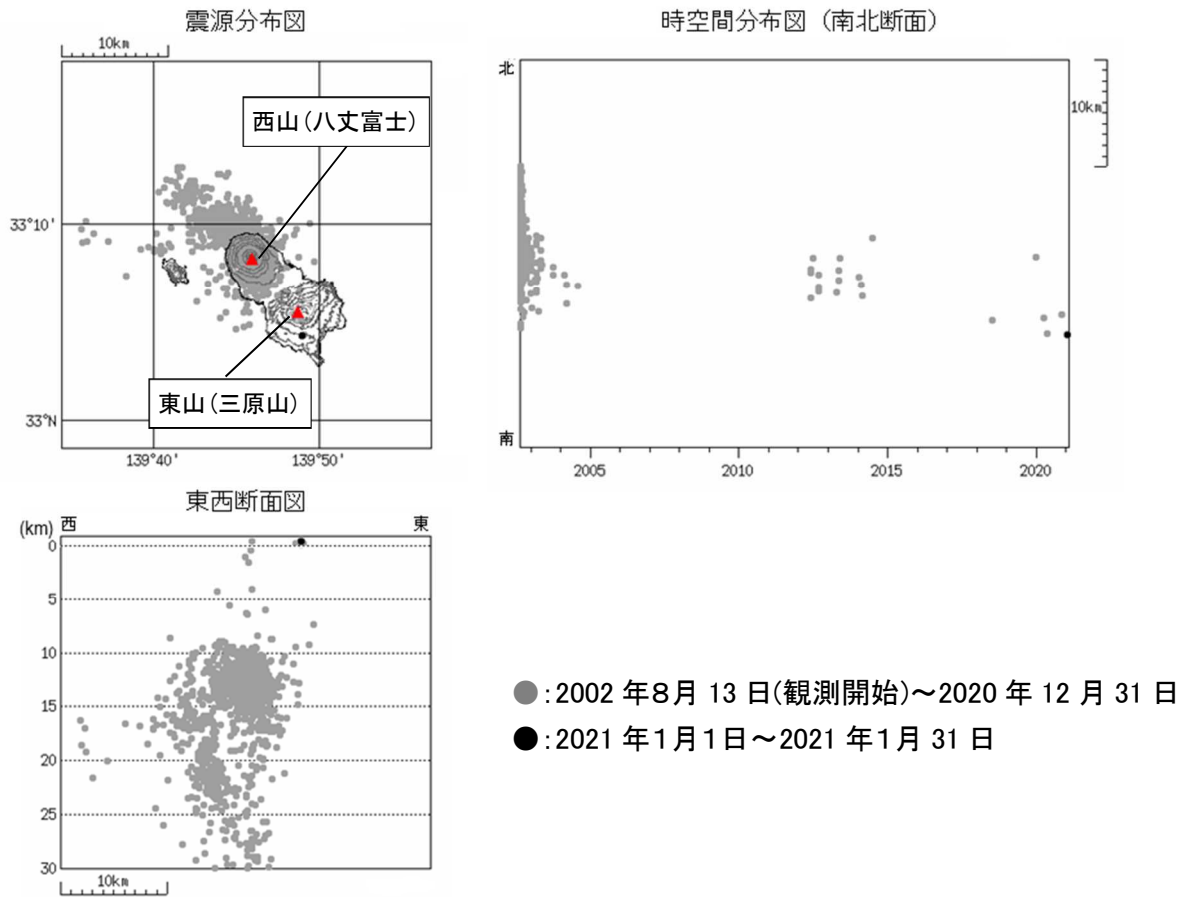 震源分布図
10km
西山(八丈富士)
33°10'
東山(三原山)
33°N
139°40'
139°50'
時空間分布図 (南北断面)
北
10km
南
2005
2010
2015
2020
東西断面図
(km)
西
東
0
5
10
15
20
25
30
10km
●:2002 年8月 13 日(観測開始)～2020 年 12 月 31 日
●:2021 年1月1日～2021 年1月 31 日